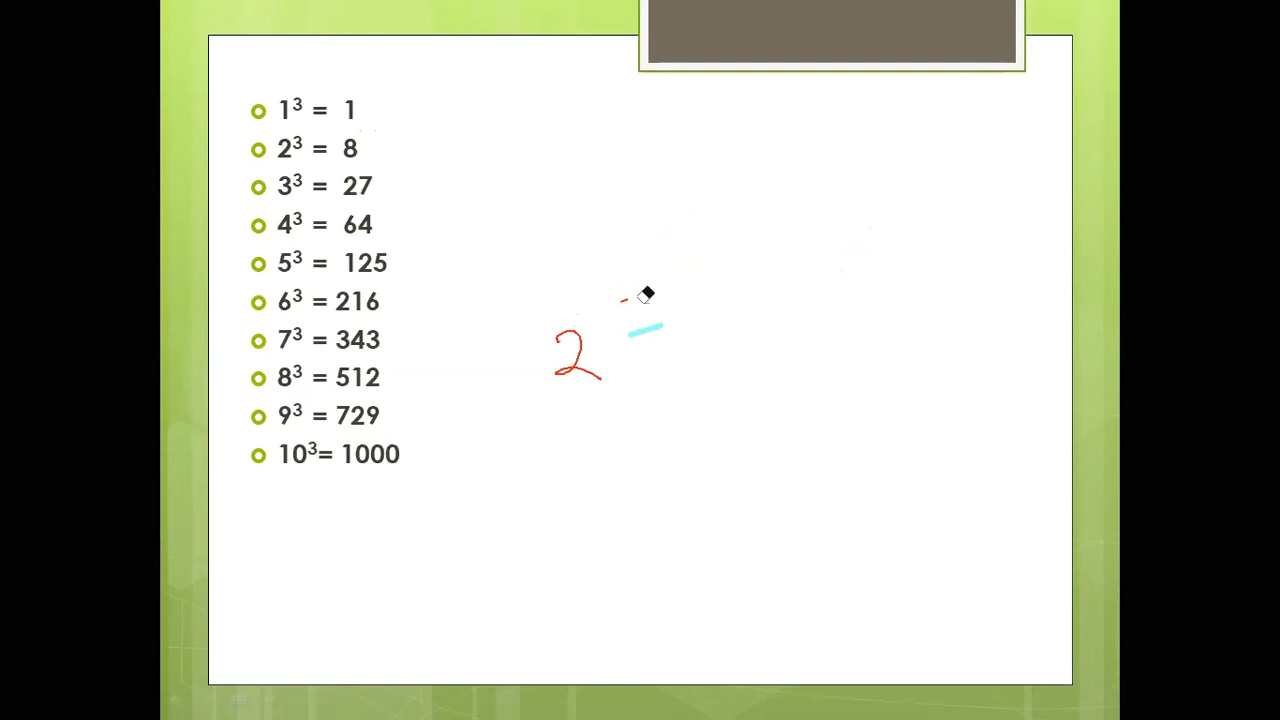 1³ = 1
2³ = 8
3³ = 27
4³ = 64
5³ = 125
6³ = 216
7³ = 343
8³ = 512
9³ = 729
10³= 1000
2